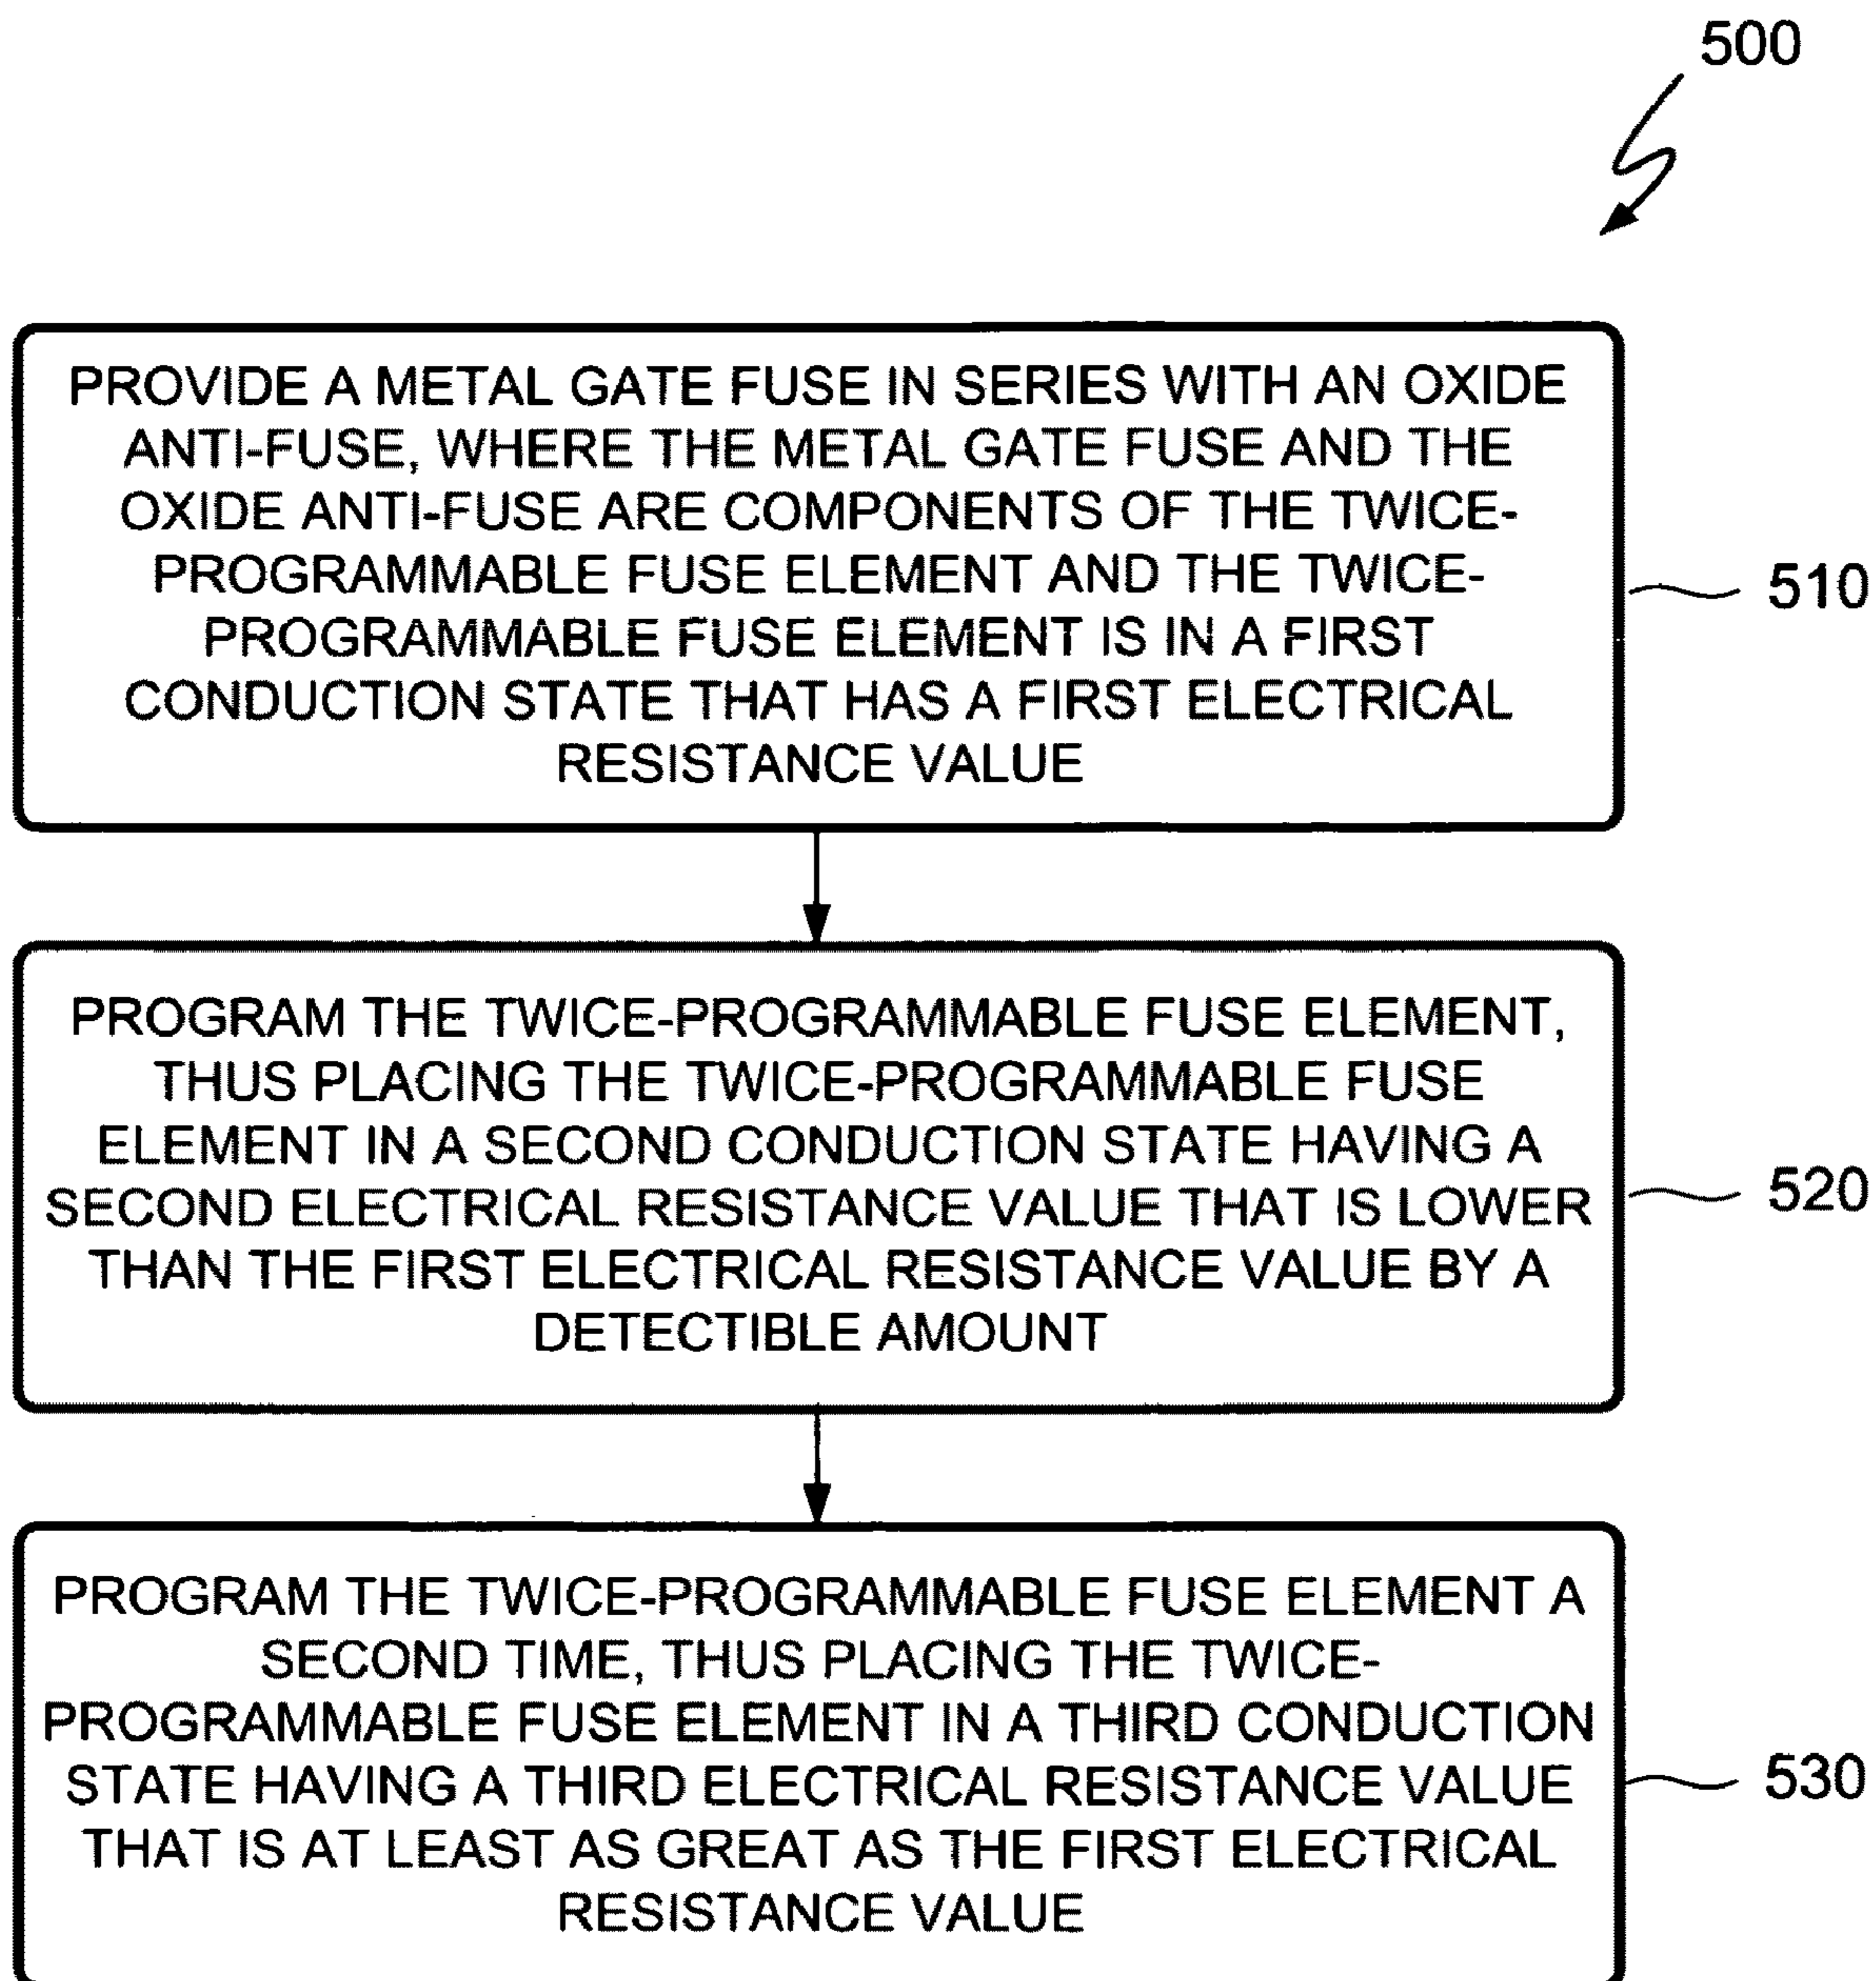 500
PROVIDE A METAL GATE FUSE IN SERIES WITH AN OXIDE
ANTI-FUSE, WHERE THE METAL GATE FUSE AND THE
OXIDE ANTI-FUSE ARE COMPONENTS OF THE TWICE-
PROGRAMMABLE FUSE ELEMENT AND THE TWICE-
PROGRAMMABLE FUSE ELEMENT IS IN A FIRST
CONDUCTION STATE THAT HAS A FIRST ELECTRICAL
RESISTANCE VALUE
510
PROGRAM THE TWICE-PROGRAMMABLE FUSE ELEMENT,
THUS PLACING THE TWICE-PROGRAMMABLE FUSE
ELEMENT IN A SECOND CONDUCTION STATE HAVING A
SECOND ELECTRICAL RESISTANCE VALUE THAT IS LOWER
THAN THE FIRST ELECTRICAL RESISTANCE VALUE BY A
DETECTIBLE AMOUNT
520
PROGRAM THE TWICE-PROGRAMMABLE FUSE ELEMENT A
SECOND TIME, THUS PLACING THE TWICE-
PROGRAMMABLE FUSE ELEMENT IN A THIRD CONDUCTION
STATE HAVING A THIRD ELECTRICAL RESISTANCE VALUE
THAT IS AT LEAST AS GREAT AS THE FIRST ELECTRICAL
RESISTANCE VALUE
530